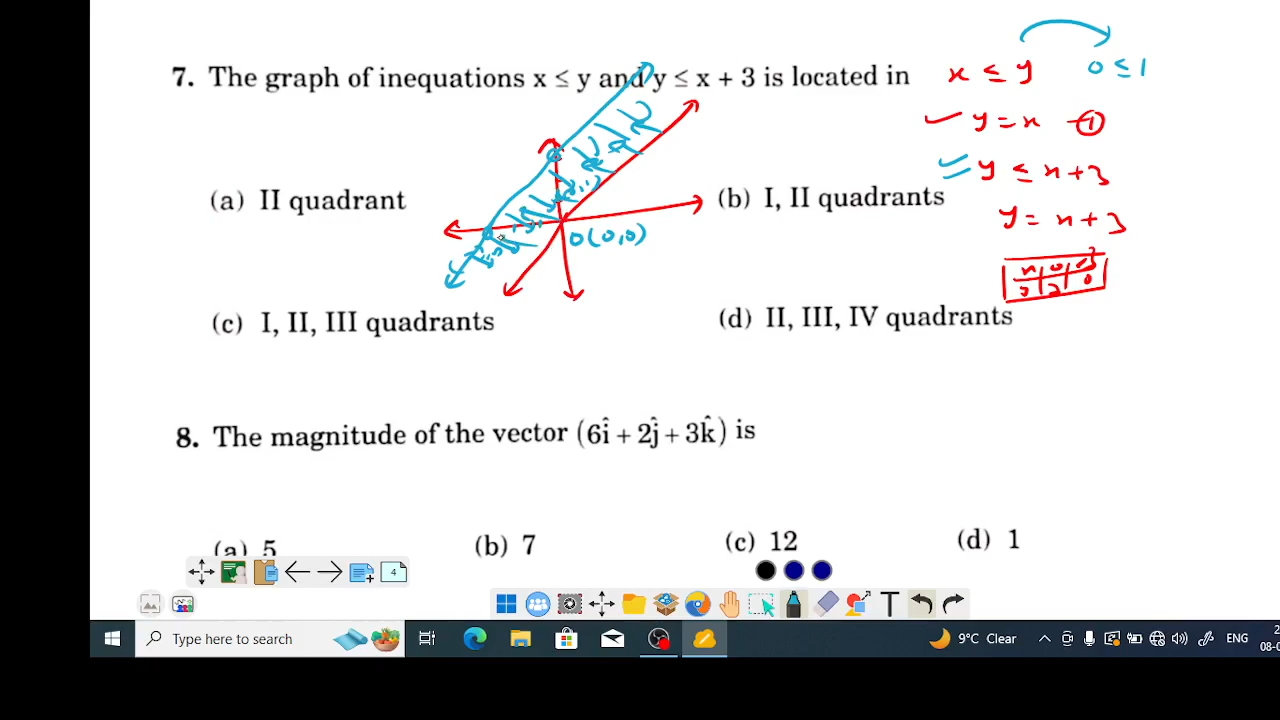 7. The graph of inequations x ≤ y and y ≤ x + 3 is located in
x ≤ y
0 ≤ 1
y = x
①
(a) II quadrant
(b) I, II quadrants
y ≤ x + 3
O(0,0)
y = x + 3
(c) I, II, III quadrants
(d) II, III, IV quadrants
8. The magnitude of the vector (6î + 2ĵ + 3k̂) is
(a) 5
(b) 7
(c) 12
(d) 1
4
T
Type here to search
9°C Clear
ENG